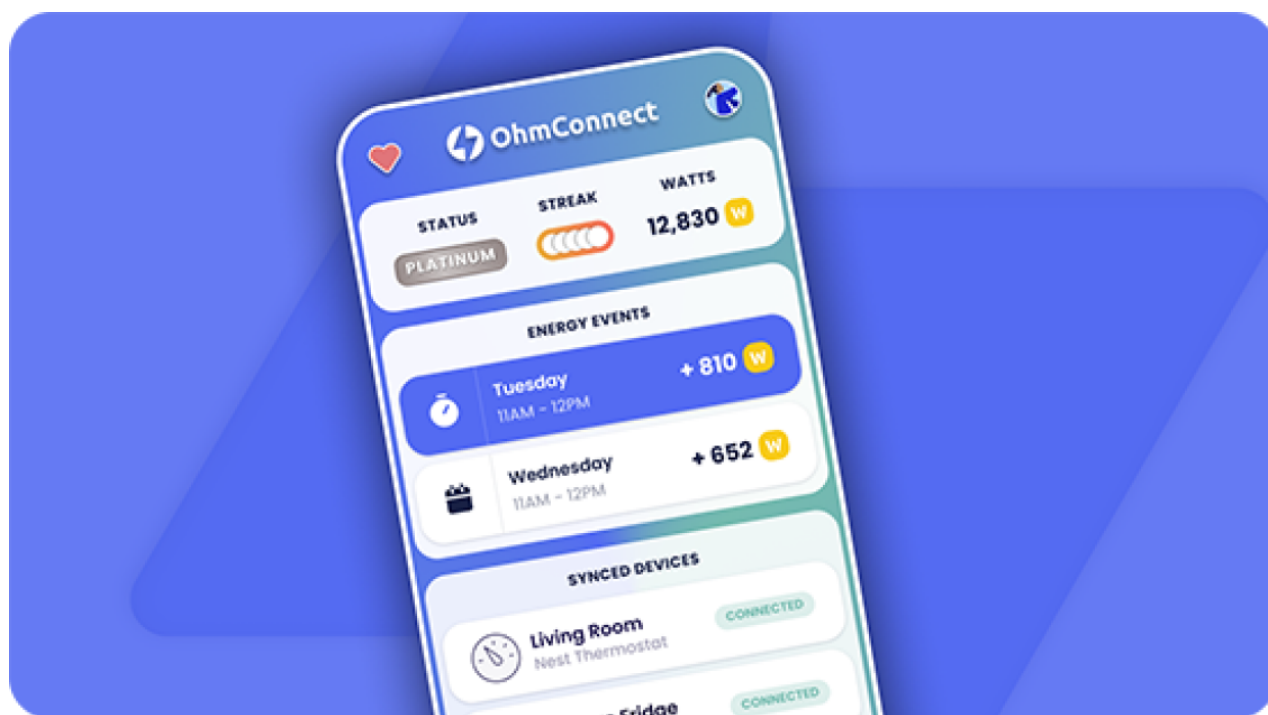 OhmConnect
STATUS
STREAK
WATTS
PLATINUM
12,830 W
ENERGY EVENTS
Tuesday
+ 810 W
11AM - 12PM
Wednesday
+ 652 W
11AM - 12PM
SYNCED DEVICES
Living Room
CONNECTED
Nest Thermostat
Fridge
CONNECTED